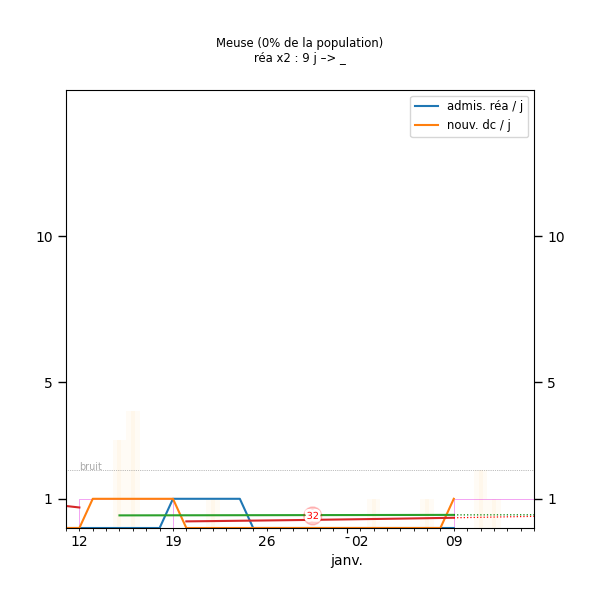 Meuse (0% de la population)
réa x2 : 9 j –> _
admis. réa / j
nouv. dc / j
10 10
5 5
bruit
1 1
32
12 19 26 02 09
janv.